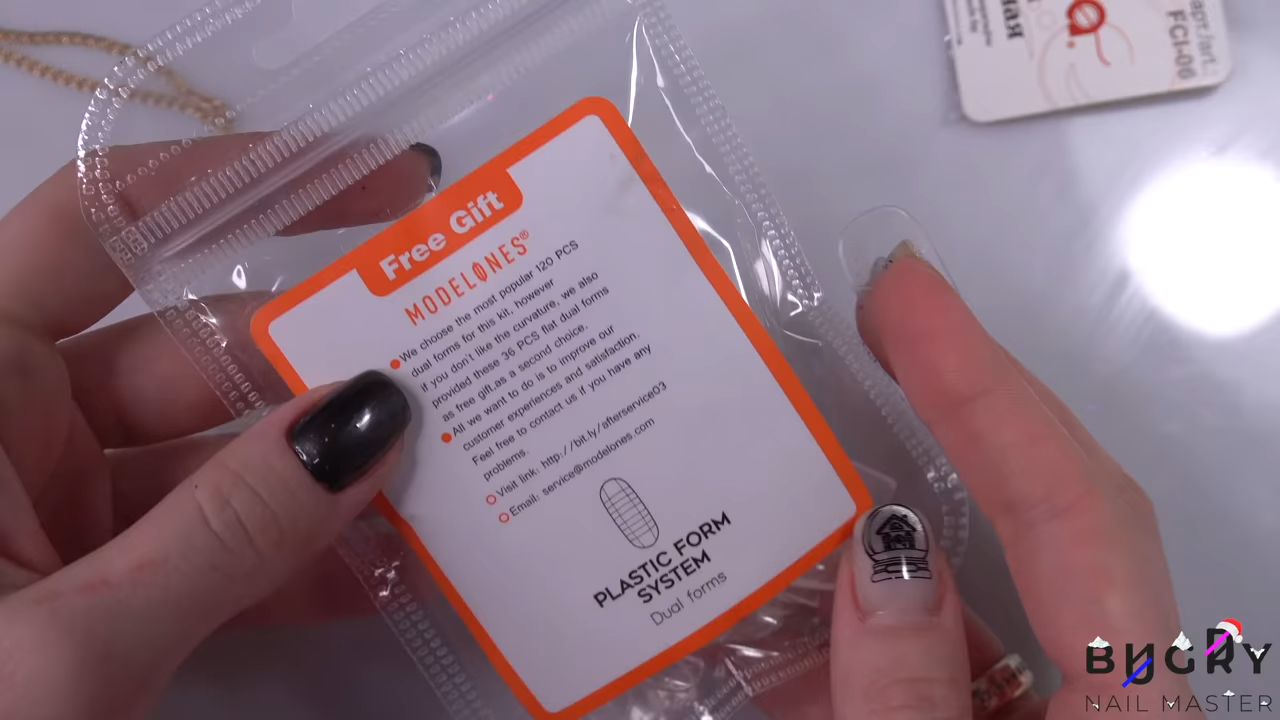 Free Gift
MODELONES®
We choose the most popular 120 PCS
dual forms for this kit, however
if you don't like the curvature, we also
provided these 36 PCS flat dual forms
as free gift.as a second choice.
All we want to do is to improve our
customer experiences and satisfaction.
Feel free to contact us if you have any
problems.
Visit link: http://bit.ly/afterservice03
Email: service@modelones.com
PLASTIC FORM
SYSTEM
Dual forms
арт./art.
FCI-06
ная
BYGRY
NAIL MASTER